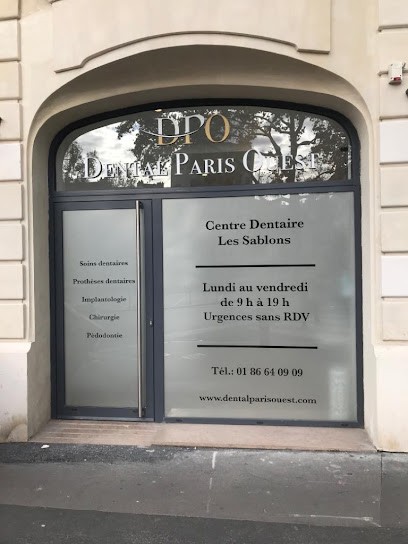 DPO
DENTAL PARIS OUEST
Soins dentaires
Prothèses dentaires
Implantologie
Chirurgie
Pédodontie
Centre Dentaire
Les Sablons
Lundi au vendredi
de 9 h à 19 h
Urgences sans RDV
Tél.: 01 86 64 09 09
www.dentalparisouest.com